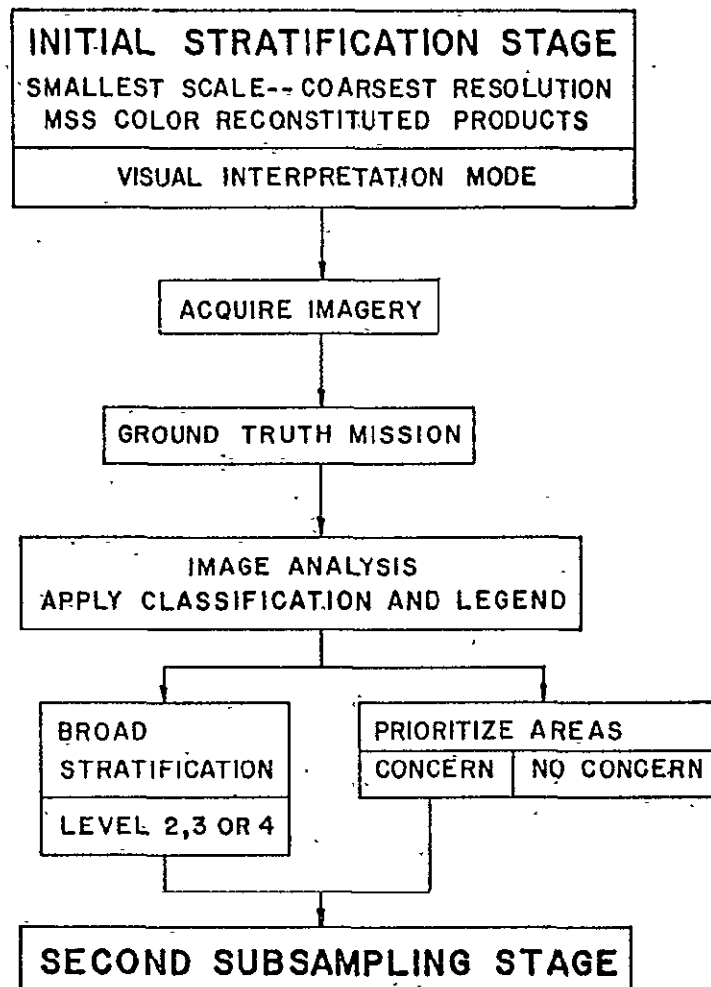 INITIAL STRATIFICATION STAGE
SMALLEST SCALE--COARSEST RESOLUTION
MSS COLOR RECONSTITUTED PRODUCTS
VISUAL INTERPRETATION MODE
ACQUIRE IMAGERY
GROUND TRUTH MISSION
IMAGE ANALYSIS
APPLY CLASSIFICATION AND LEGEND
BROAD
STRATIFICATION
LEVEL 2,3 OR 4
PRIORITIZE AREAS
CONCERN
NO CONCERN
SECOND SUBSAMPLING STAGE